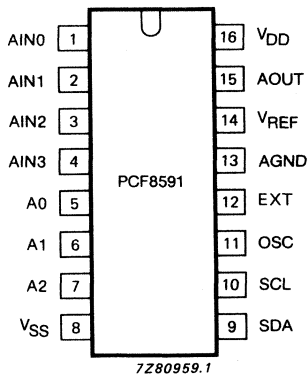 AIN0 1 16 VDD
AIN1 2 15 AOUT
AIN2 3 14 VREF
AIN3 4 13 AGND
PCF8591
A0 5 12 EXT
A1 6 11 OSC
A2 7 10 SCL
VSS 8 9 SDA
7Z80959.1